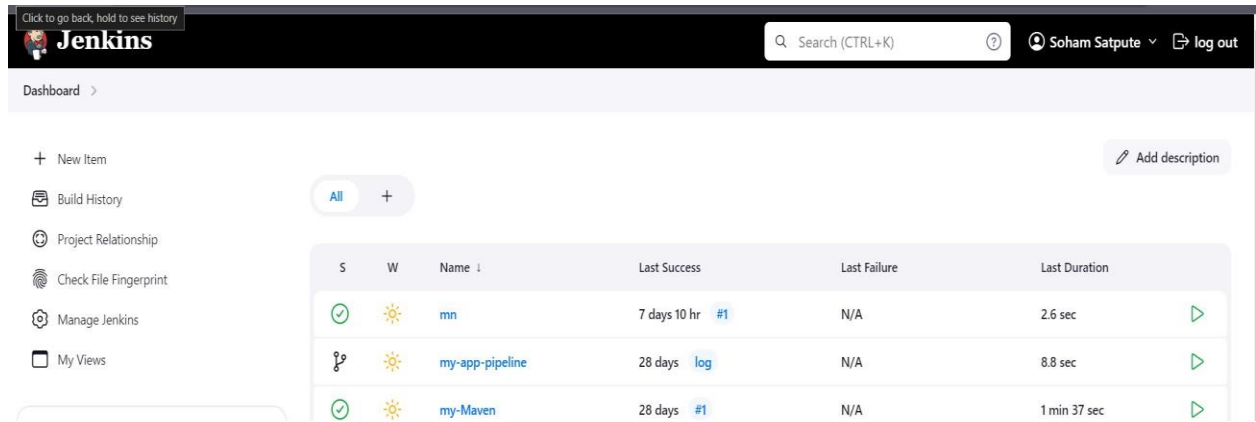 Click to go back, hold to see history
Jenkins
Search (CTRL+K)
Soham Satpute
log out
Dashboard
New Item
Build History
Project Relationship
Check File Fingerprint
Manage Jenkins
My Views
Add description
All +
S W Name ↓ Last Success Last Failure Last Duration
mn 7 days 10 hr #1 N/A 2.6 sec
my-app-pipeline 28 days log N/A 8.8 sec
my-Maven 28 days #1 N/A 1 min 37 sec